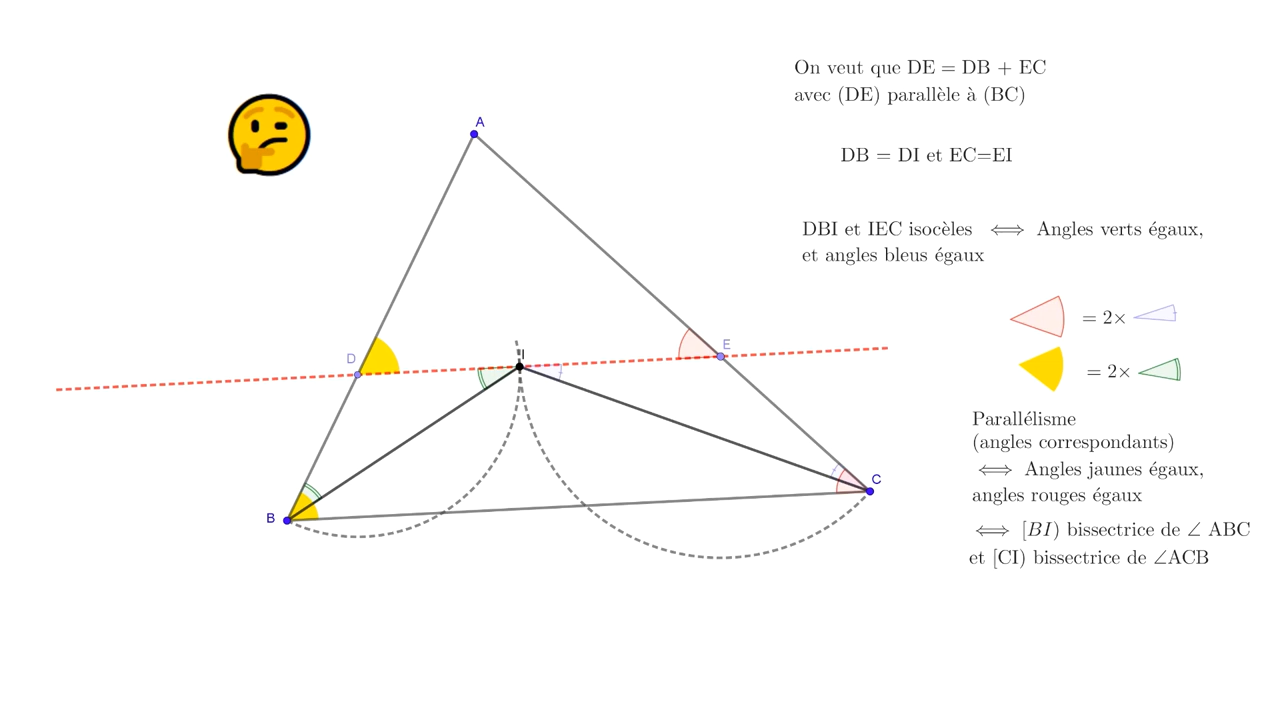 On veut que DE = DB + EC
avec (DE) parallèle à (BC)
A
DB = DI et EC=EI
DBI et IEC isocèles ⟺ Angles verts égaux,
et angles bleus égaux
= 2×
D
I
E
= 2×
Parallélisme
(angles correspondants)
⟺ Angles jaunes égaux,
angles rouges égaux
B
C
⟺ [BI) bissectrice de ∠ ABC
et [CI) bissectrice de ∠ACB